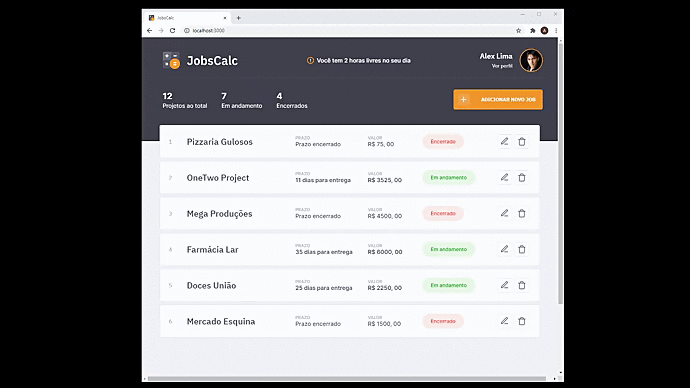 JobsCalc
localhost:3000
JobsCalc
Você tem 2 horas livres no seu dia
Alex Lima
Ver perfil
12
Projetos ao total
7
Em andamento
4
Encerrados
ADICIONAR NOVO JOB
1 Pizzaria Gulosos PRAZO Prazo encerrado VALOR R$ 75, 00 Encerrado
2 OneTwo Project PRAZO 11 dias para entrega VALOR R$ 3525, 00 Em andamento
3 Mega Produções PRAZO Prazo encerrado VALOR R$ 4500, 00 Encerrado
4 Farmácia Lar PRAZO 35 dias para entrega VALOR R$ 6000, 00 Em andamento
5 Doces União PRAZO 25 dias para entrega VALOR R$ 2250, 00 Em andamento
6 Mercado Esquina PRAZO Prazo encerrado VALOR R$ 1500, 00 Encerrado